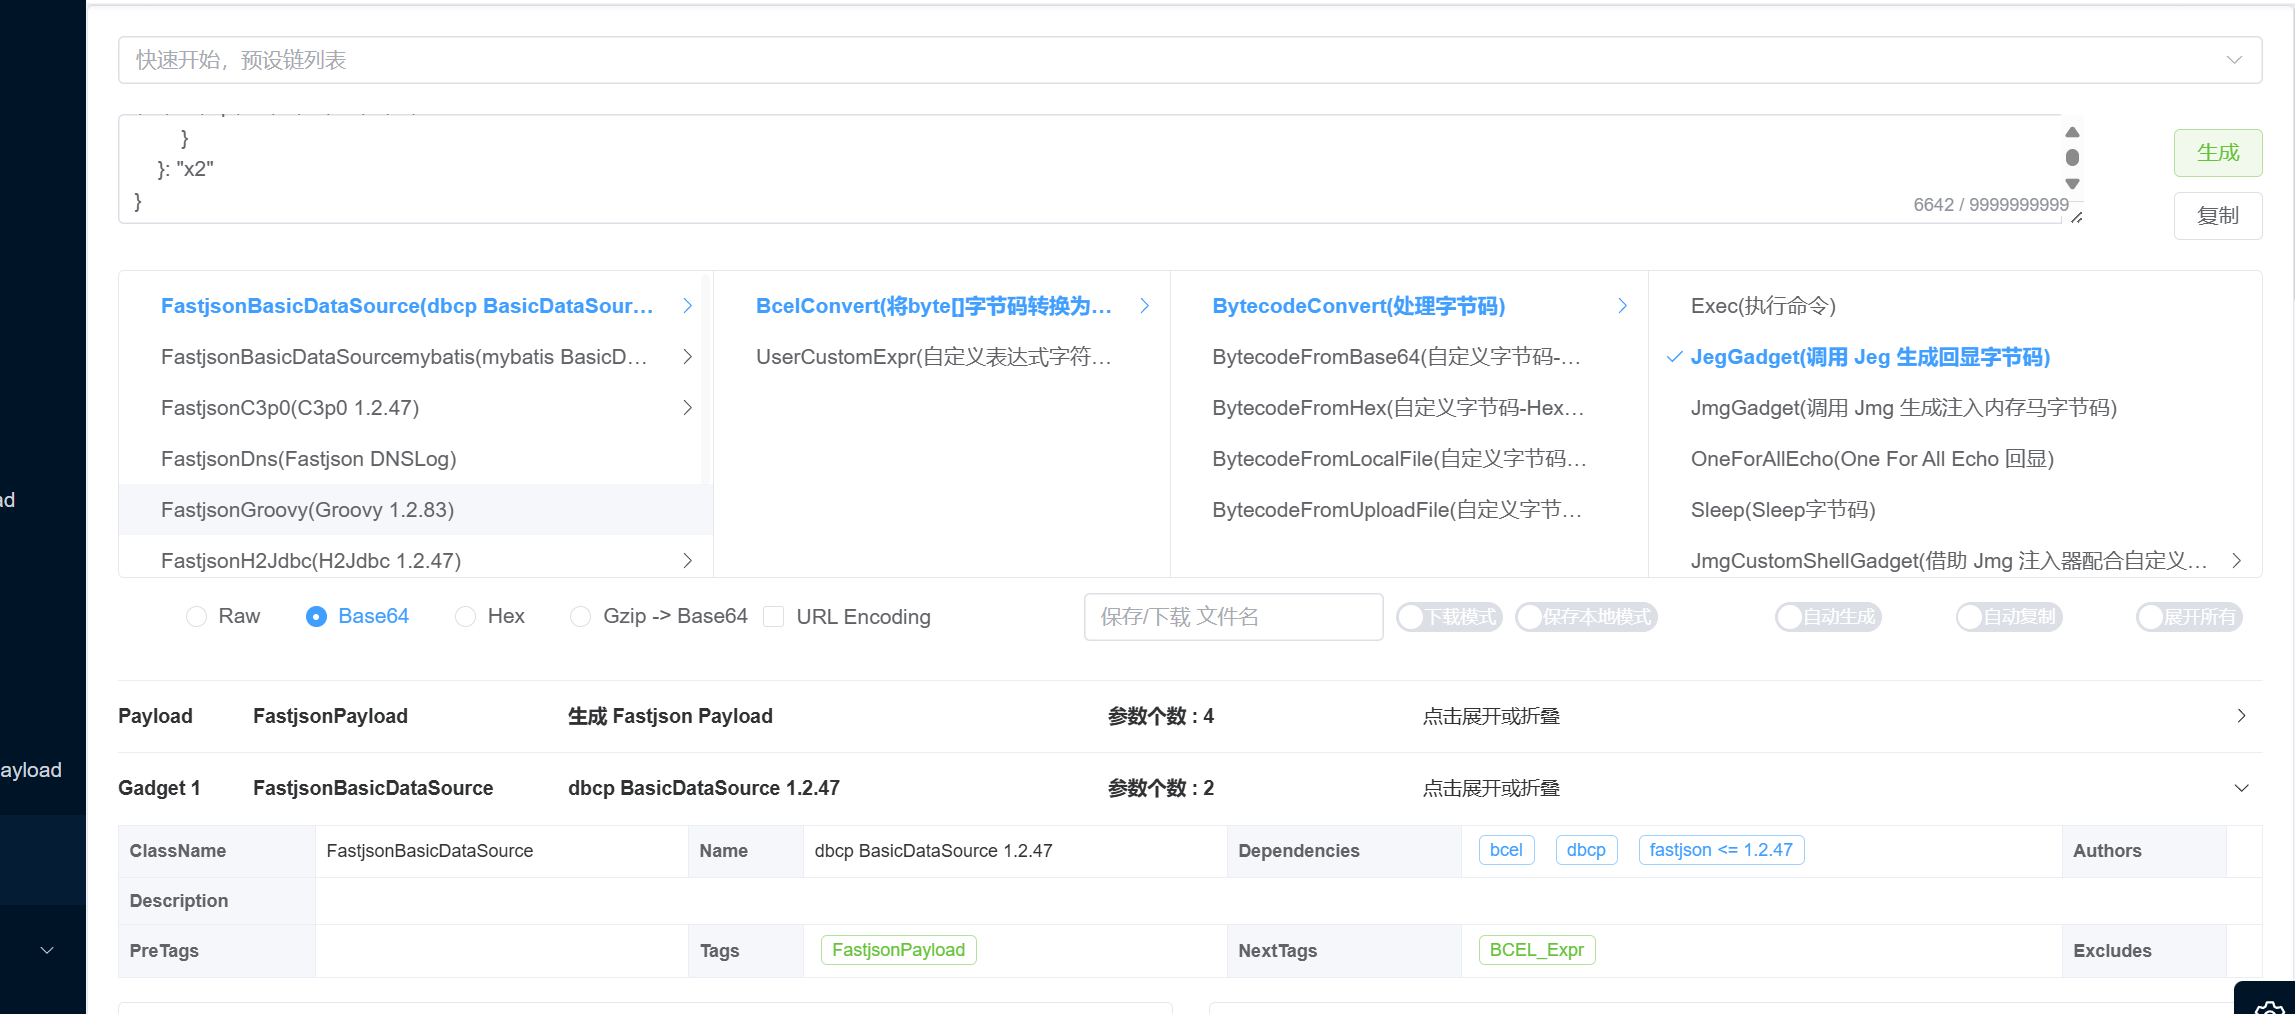 快速开始，预设链列表
}
}: "x2"
}
6642 / 9999999999
生成
复制
FastjsonBasicDataSource(dbcp BasicDataSour...
FastjsonBasicDataSourcemybatis(mybatis BasicD...
FastjsonC3p0(C3p0 1.2.47)
FastjsonDns(Fastjson DNSLog)
FastjsonGroovy(Groovy 1.2.83)
FastjsonH2Jdbc(H2Jdbc 1.2.47)
BcelConvert(将byte[]字节码转换为...
UserCustomExpr(自定义表达式字符...
BytecodeConvert(处理字节码)
BytecodeFromBase64(自定义字节码-...
BytecodeFromHex(自定义字节码-Hex...
BytecodeFromLocalFile(自定义字节码...
BytecodeFromUploadFile(自定义字节...
Exec(执行命令)
JegGadget(调用 Jeg 生成回显字节码)
JmgGadget(调用 Jmg 生成注入内存马字节码)
OneForAllEcho(One For All Echo 回显)
Sleep(Sleep字节码)
JmgCustomShellGadget(借助 Jmg 注入器配合自定义...
ad
Raw Base64 Hex Gzip -> Base64 URL Encoding 保存/下载 文件名 下载模式 保存本地模式 自动生成 自动复制 展开所有
Payload FastjsonPayload 生成 Fastjson Payload 参数个数 : 4 点击展开或折叠
ayload
Gadget 1 FastjsonBasicDataSource dbcp BasicDataSource 1.2.47 参数个数 : 2 点击展开或折叠
ClassName FastjsonBasicDataSource Name dbcp BasicDataSource 1.2.47 Dependencies bcel dbcp fastjson <= 1.2.47 Authors
Description
PreTags Tags FastjsonPayload NextTags BCEL_Expr Excludes